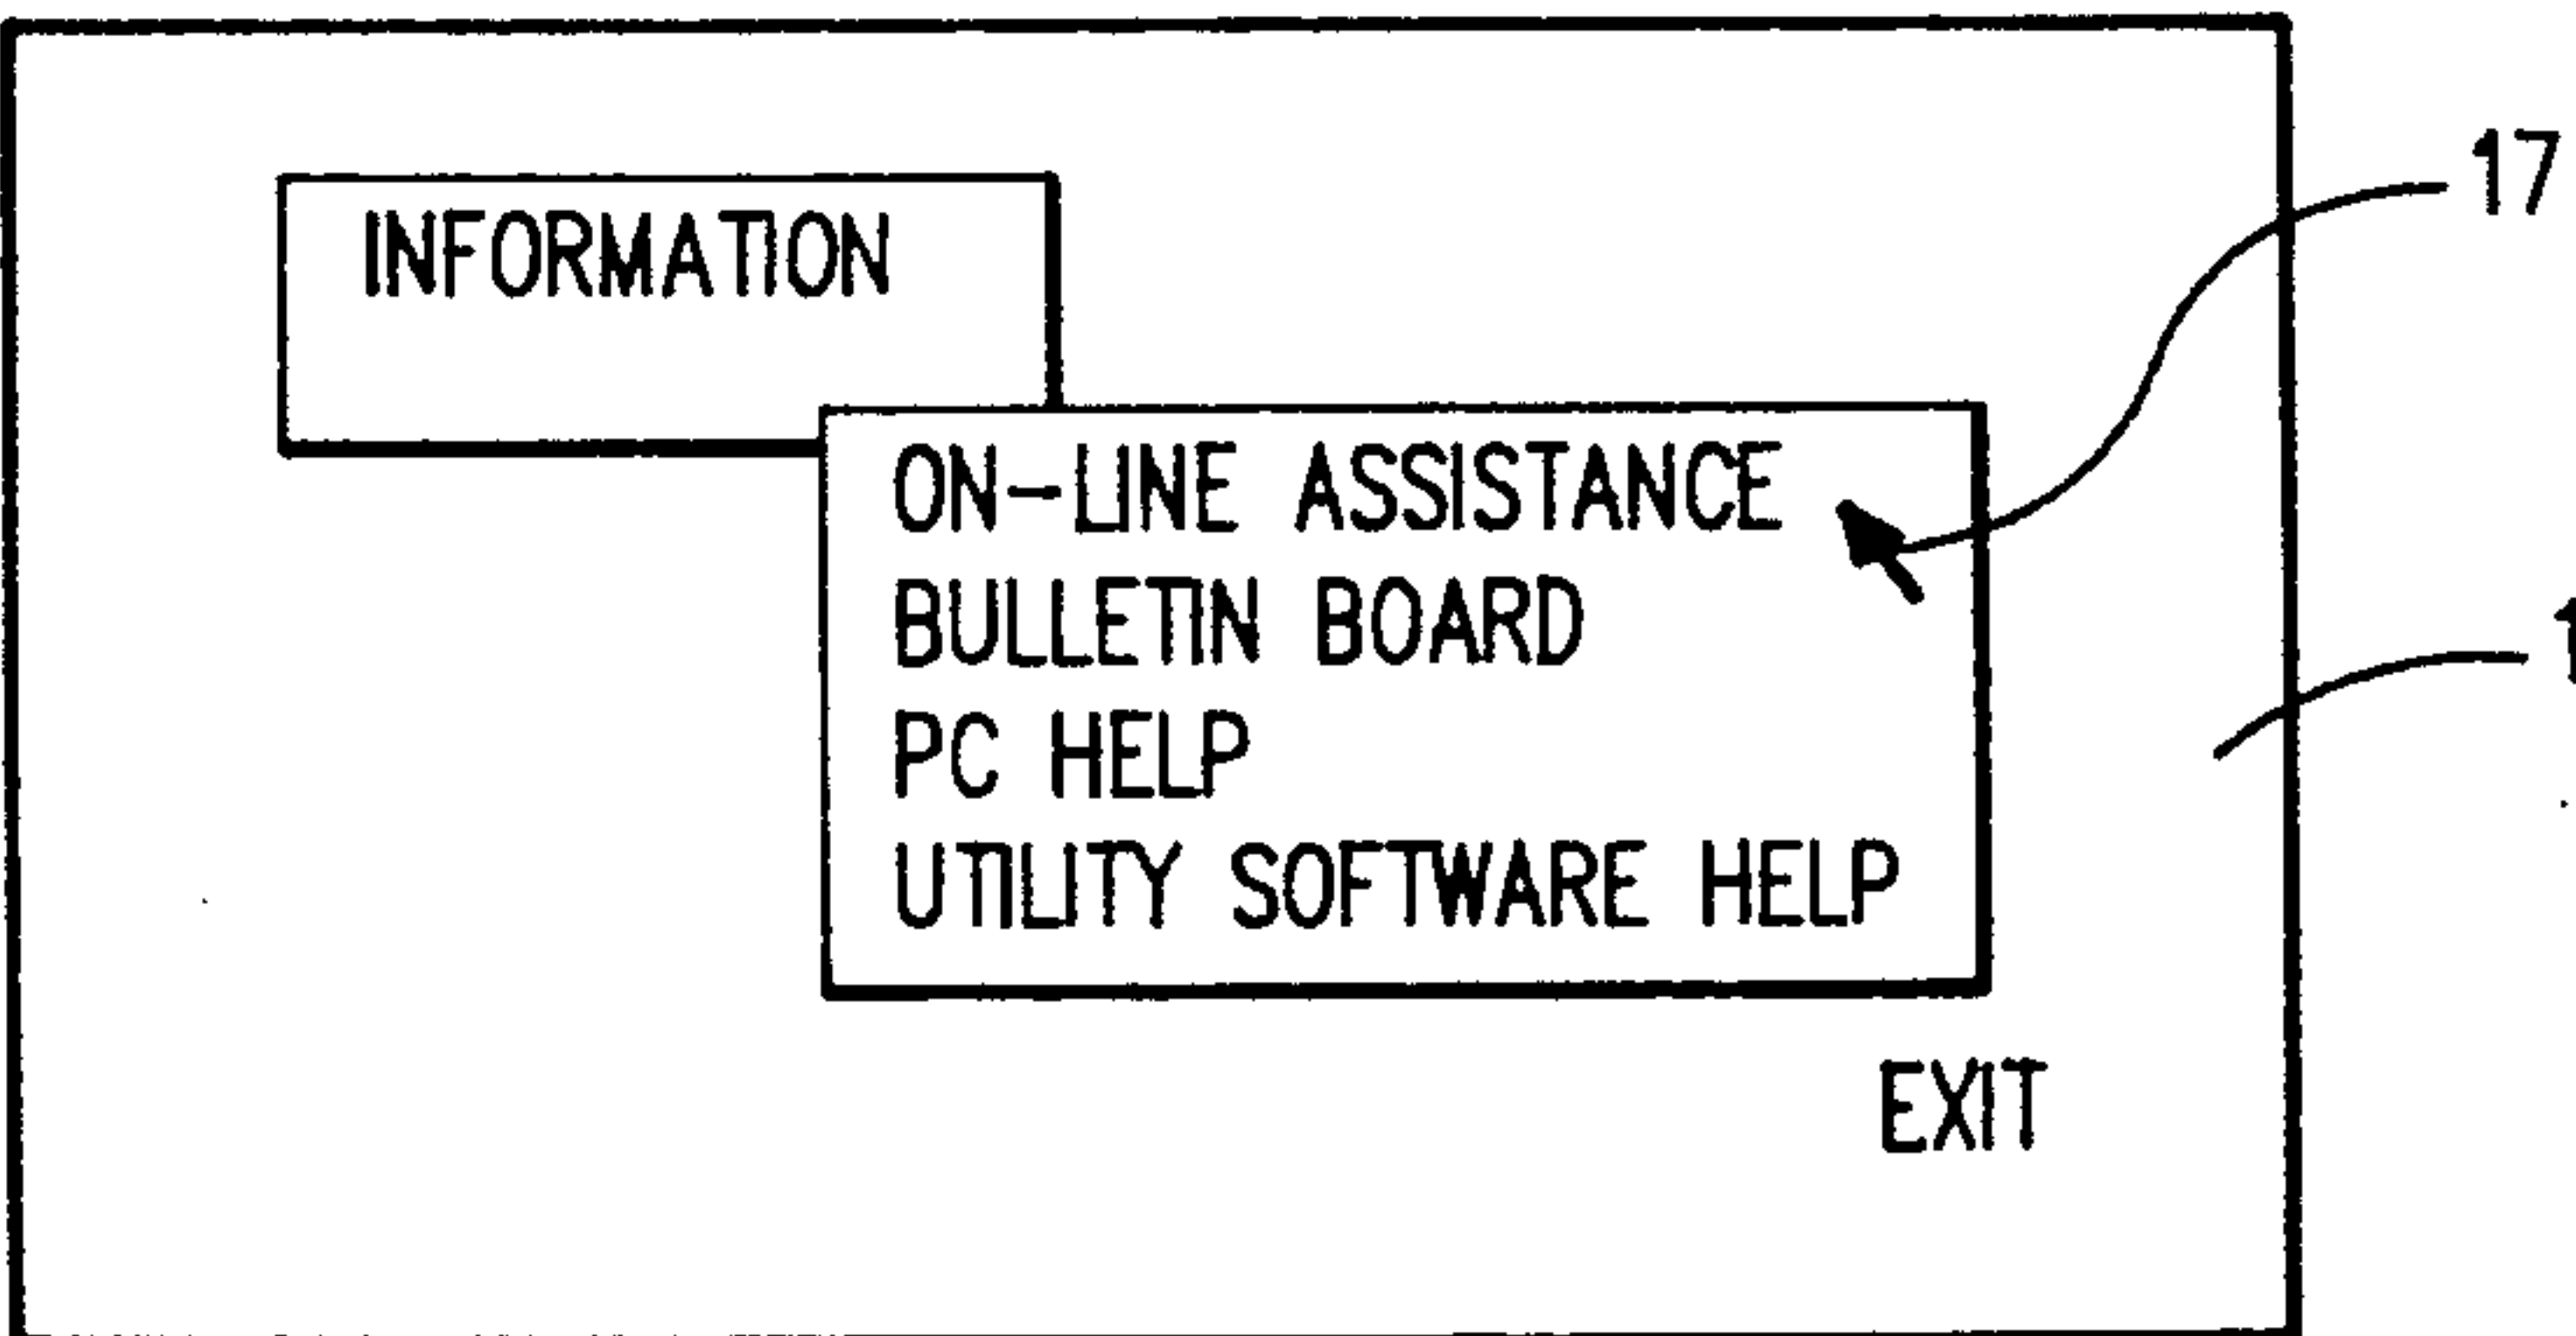 17
INFORMATION
ON-LINE ASSISTANCE
BULLETIN BOARD
PC HELP
UTILITY SOFTWARE HELP
EXIT